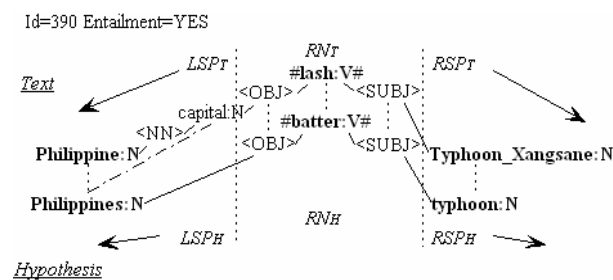 Id=390 Entailment=YES
LSPT RNT RSPT
Text <OBJ> #lash:V# <SUBJ>
capital:N
<NN> #batter:V#
<OBJ> <SUBJ>
Philippine:N Typhoon_Xangsane:N
Philippines:N typhoon:N
RNH
LSPH RSPH
Hypothesis